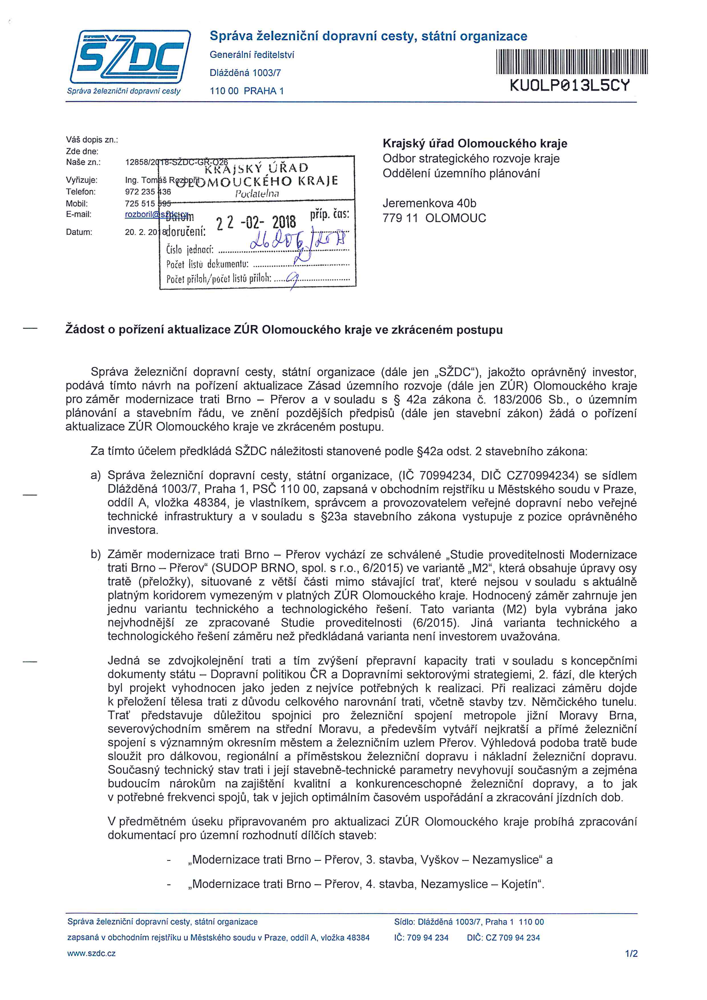 SŽDC
Správa železniční dopravní cesty
Správa železniční dopravní cesty, státní organizace
Generální ředitelství
Dlážděná 1003/7
110 00 PRAHA 1
KUOLP013L5CY
Váš dopis zn.:
Zde dne:
Naše zn.: 12858/2018-SŽDC-GŘ-O26
Vyřizuje: Ing. Tomáš Rozbořil
Telefon: 972 235 436
Mobil: 725 515 595
E-mail: rozboril@szdc.cz
Datum: 20. 2. 2018
KRAJSKÝ ÚŘAD
OLOMOUCKÉHO KRAJE
Podatelna
Datum
doručení: 22 -02- 2018 příp. čas:
Číslo jednací: 26206/2018
Počet listů dokumentu: 2
Počet příloh/počet listů příloh:
Krajský úřad Olomouckého kraje
Odbor strategického rozvoje kraje
Oddělení územního plánování
Jeremenkova 40b
779 11 OLOMOUC
Žádost o pořízení aktualizace ZÚR Olomouckého kraje ve zkráceném postupu
Správa železniční dopravní cesty, státní organizace (dále jen „SŽDC“), jakožto oprávněný investor,
podává tímto návrh na pořízení aktualizace Zásad územního rozvoje (dále jen ZÚR) Olomouckého kraje
pro záměr modernizace trati Brno – Přerov a v souladu s § 42a zákona č. 183/2006 Sb., o územním
plánování a stavebním řádu, ve znění pozdějších předpisů (dále jen stavební zákon) žádá o pořízení
aktualizace ZÚR Olomouckého kraje ve zkráceném postupu.
Za tímto účelem předkládá SŽDC náležitosti stanovené podle §42a odst. 2 stavebního zákona:
a) Správa železniční dopravní cesty, státní organizace, (IČ 70994234, DIČ CZ70994234) se sídlem
Dlážděná 1003/7, Praha 1, PSČ 110 00, zapsaná v obchodním rejstříku u Městského soudu v Praze,
oddíl A, vložka 48384, je vlastníkem, správcem a provozovatelem veřejné dopravní nebo veřejné
technické infrastruktury a v souladu s §23a stavebního zákona vystupuje z pozice oprávněného
investora.
b) Záměr modernizace trati Brno – Přerov vychází ze schválené „Studie proveditelnosti Modernizace
trati Brno – Přerov“ (SUDOP BRNO, spol. s r.o., 6/2015) ve variantě „M2“, která obsahuje úpravy osy
tratě (přeložky), situované z větší části mimo stávající trať, které nejsou v souladu s aktuálně
platným koridorem vymezeným v platných ZÚR Olomouckého kraje. Hodnocený záměr zahrnuje jen
jednu variantu technického a technologického řešení. Tato varianta (M2) byla vybrána jako
nejvhodnější ze zpracované Studie proveditelnosti (6/2015). Jiná varianta technického a
technologického řešení záměru než předkládaná varianta není investorem uvažována.
Jedná se zdvojkolejnění trati a tím zvýšení přepravní kapacity trati v souladu s koncepčními
dokumenty státu – Dopravní politikou ČR a Dopravními sektorovými strategiemi, 2. fází, dle kterých
byl projekt vyhodnocen jako jeden z nejvíce potřebných k realizaci. Při realizaci záměru dojde
k přeložení tělesa trati z důvodu celkového narovnání trati, včetně stavby tzv. Němčického tunelu.
Trať představuje důležitou spojnici pro železniční spojení metropole jižní Moravy Brna,
severovýchodním směrem na střední Moravu, a především vytváří nejkratší a přímé železniční
spojení s významným okresním městem a železničním uzlem Přerov. Výhledová podoba tratě bude
sloužit pro dálkovou, regionální a příměstskou železniční dopravu i nákladní železniční dopravu.
Současný technický stav trati i její stavebně-technické parametry nevyhovují současným a zejména
budoucím nárokům na zajištění kvalitní a konkurenceschopné železniční dopravy, a to jak
v potřebné frekvenci spojů, tak v jejich optimálním časovém uspořádání a zkracování jízdních dob.
V předmětném úseku připravovaném pro aktualizaci ZÚR Olomouckého kraje probíhá zpracování
dokumentací pro územní rozhodnutí dílčích staveb:
- „Modernizace trati Brno – Přerov, 3. stavba, Vyškov – Nezamyslice“ a
- „Modernizace trati Brno – Přerov, 4. stavba, Nezamyslice – Kojetín“.
Správa železniční dopravní cesty, státní organizace
zapsaná v obchodním rejstříku u Městského soudu v Praze, oddíl A, vložka 48384
www.szdc.cz
Sídlo: Dlážděná 1003/7, Praha 1 110 00
IČ: 709 94 234 DIČ: CZ 709 94 234
1/2